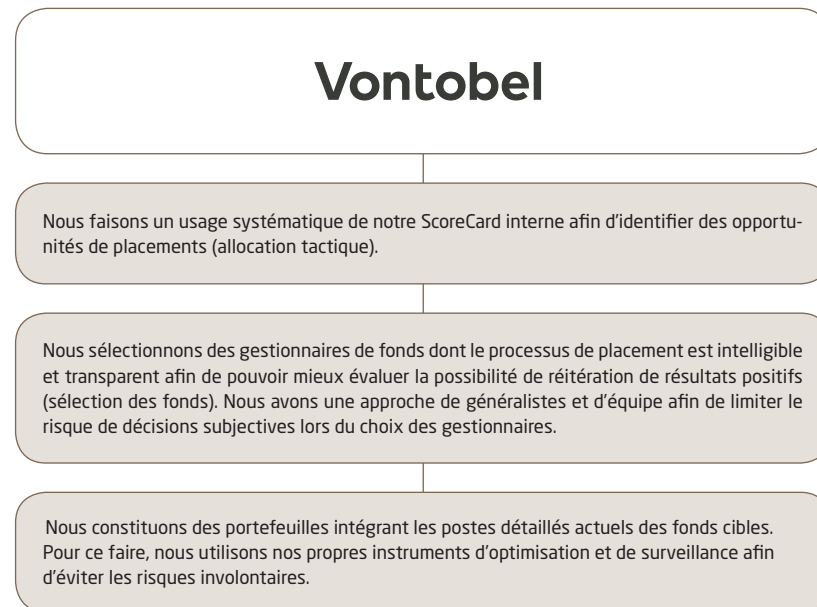 Vontobel
Nous faisons un usage systématique de notre ScoreCard interne afin d'identifier des opportu-
nités de placements (allocation tactique).
Nous sélectionnons des gestionnaires de fonds dont le processus de placement est intelligible
et transparent afin de pouvoir mieux évaluer la possibilité de réitération de résultats positifs
(sélection des fonds). Nous avons une approche de généralistes et d'équipe afin de limiter le
risque de décisions subjectives lors du choix des gestionnaires.
Nous constituons des portefeuilles intégrant les postes détaillés actuels des fonds cibles.
Pour ce faire, nous utilisons nos propres instruments d'optimisation et de surveillance afin
d'éviter les risques involontaires.